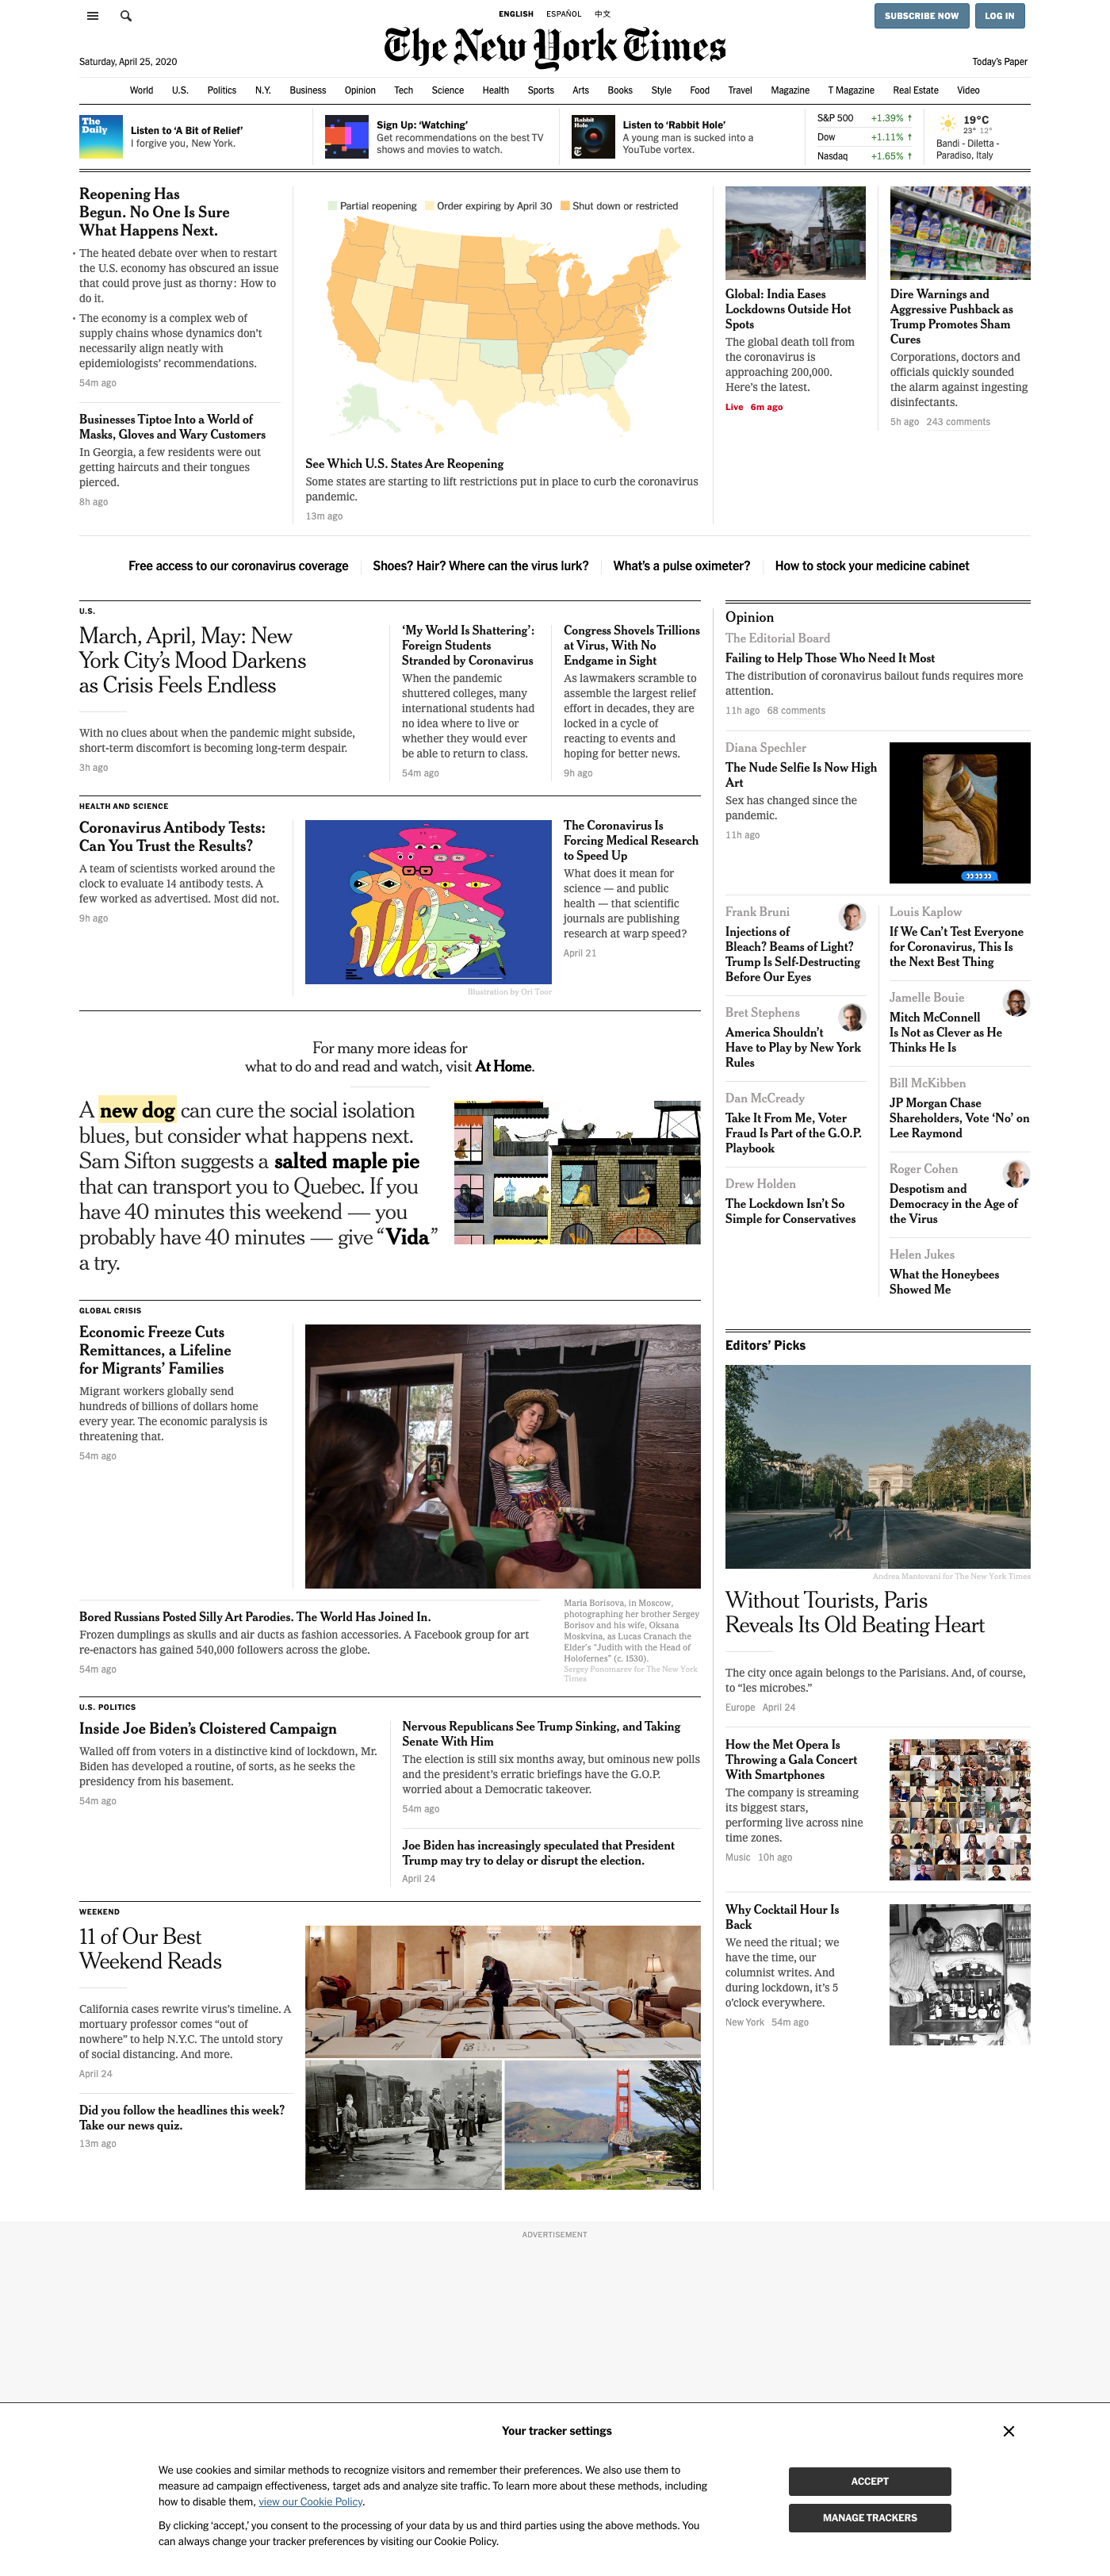 ENGLISH ESPAÑOL 中文
SUBSCRIBE NOW LOG IN
The New York Times
Saturday, April 25, 2020
Today's Paper
World U.S. Politics N.Y. Business Opinion Tech Science Health Sports Arts Books Style Food Travel Magazine T Magazine Real Estate Video
The
Daily
Listen to ‘A Bit of Relief’
I forgive you, New York.
Sign Up: ‘Watching’
Get recommendations on the best TV
shows and movies to watch.
Rabbit
Hole
Listen to ‘Rabbit Hole’
A young man is sucked into a
YouTube vortex.
S&P 500 +1.39% ↑
Dow +1.11% ↑
Nasdaq +1.65% ↑
19°C
23° 12°
Bandi - Diletta -
Paradiso, Italy
Reopening Has
Begun. No One Is Sure
What Happens Next.
• The heated debate over when to restart
the U.S. economy has obscured an issue
that could prove just as thorny: How to
do it.
• The economy is a complex web of
supply chains whose dynamics don’t
necessarily align neatly with
epidemiologists’ recommendations.
54m ago
Businesses Tiptoe Into a World of
Masks, Gloves and Wary Customers
In Georgia, a few residents were out
getting haircuts and their tongues
pierced.
8h ago
Partial reopening Order expiring by April 30 Shut down or restricted
See Which U.S. States Are Reopening
Some states are starting to lift restrictions put in place to curb the coronavirus
pandemic.
13m ago
Global: India Eases
Lockdowns Outside Hot
Spots
The global death toll from
the coronavirus is
approaching 200,000.
Here’s the latest.
Live 6m ago
Dire Warnings and
Aggressive Pushback as
Trump Promotes Sham
Cures
Corporations, doctors and
officials quickly sounded
the alarm against ingesting
disinfectants.
5h ago 243 comments
Free access to our coronavirus coverage
Shoes? Hair? Where can the virus lurk?
What’s a pulse oximeter?
How to stock your medicine cabinet
U.S.
March, April, May: New
York City’s Mood Darkens
as Crisis Feels Endless
With no clues about when the pandemic might subside,
short-term discomfort is becoming long-term despair.
3h ago
‘My World Is Shattering’:
Foreign Students
Stranded by Coronavirus
When the pandemic
shuttered colleges, many
international students had
no idea where to live or
whether they would ever
be able to return to class.
54m ago
Congress Shovels Trillions
at Virus, With No
Endgame in Sight
As lawmakers scramble to
assemble the largest relief
effort in decades, they are
locked in a cycle of
reacting to events and
hoping for better news.
9h ago
HEALTH AND SCIENCE
Coronavirus Antibody Tests:
Can You Trust the Results?
A team of scientists worked around the
clock to evaluate 14 antibody tests. A
few worked as advertised. Most did not.
9h ago
Illustration by Ori Toor
The Coronavirus Is
Forcing Medical Research
to Speed Up
What does it mean for
science — and public
health — that scientific
journals are publishing
research at warp speed?
April 21
For many more ideas for
what to do and read and watch, visit At Home.
A new dog can cure the social isolation
blues, but consider what happens next.
Sam Sifton suggests a salted maple pie
that can transport you to Quebec. If you
have 40 minutes this weekend — you
probably have 40 minutes — give “Vida”
a try.
GLOBAL CRISIS
Economic Freeze Cuts
Remittances, a Lifeline
for Migrants’ Families
Migrant workers globally send
hundreds of billions of dollars home
every year. The economic paralysis is
threatening that.
54m ago
Bored Russians Posted Silly Art Parodies. The World Has Joined In.
Frozen dumplings as skulls and air ducts as fashion accessories. A Facebook group for art
re-enactors has gained 540,000 followers across the globe.
54m ago
Maria Borisova, in Moscow,
photographing her brother Sergey
Borisov and his wife, Oksana
Moskvina, as Lucas Cranach the
Elder’s “Judith with the Head of
Holofernes” (c. 1530).
Sergey Ponomarev for The New York
Times
U.S. POLITICS
Inside Joe Biden’s Cloistered Campaign
Walled off from voters in a distinctive kind of lockdown, Mr.
Biden has developed a routine, of sorts, as he seeks the
presidency from his basement.
54m ago
Nervous Republicans See Trump Sinking, and Taking
Senate With Him
The election is still six months away, but ominous new polls
and the president’s erratic briefings have the G.O.P.
worried about a Democratic takeover.
54m ago
Joe Biden has increasingly speculated that President
Trump may try to delay or disrupt the election.
April 24
WEEKEND
11 of Our Best
Weekend Reads
California cases rewrite virus’s timeline. A
mortuary professor comes “out of
nowhere” to help N.Y.C. The untold story
of social distancing. And more.
April 24
Did you follow the headlines this week?
Take our news quiz.
13m ago
Opinion
The Editorial Board
Failing to Help Those Who Need It Most
The distribution of coronavirus bailout funds requires more
attention.
11h ago 68 comments
Diana Spechler
The Nude Selfie Is Now High
Art
Sex has changed since the
pandemic.
11h ago
Frank Bruni
Injections of
Bleach? Beams of Light?
Trump Is Self-Destructing
Before Our Eyes
Bret Stephens
America Shouldn’t
Have to Play by New York
Rules
Dan McCready
Take It From Me, Voter
Fraud Is Part of the G.O.P.
Playbook
Drew Holden
The Lockdown Isn’t So
Simple for Conservatives
Louis Kaplow
If We Can’t Test Everyone
for Coronavirus, This Is
the Next Best Thing
Jamelle Bouie
Mitch McConnell
Is Not as Clever as He
Thinks He Is
Bill McKibben
JP Morgan Chase
Shareholders, Vote ‘No’ on
Lee Raymond
Roger Cohen
Despotism and
Democracy in the Age of
the Virus
Helen Jukes
What the Honeybees
Showed Me
Editors’ Picks
Andrea Mantovani for The New York Times
Without Tourists, Paris
Reveals Its Old Beating Heart
The city once again belongs to the Parisians. And, of course,
to “les microbes.”
Europe April 24
How the Met Opera Is
Throwing a Gala Concert
With Smartphones
The company is streaming
its biggest stars,
performing live across nine
time zones.
Music 10h ago
Why Cocktail Hour Is
Back
We need the ritual; we
have the time, our
columnist writes. And
during lockdown, it’s 5
o’clock everywhere.
New York 54m ago
ADVERTISEMENT
Your tracker settings
We use cookies and similar methods to recognize visitors and remember their preferences. We also use them to
measure ad campaign effectiveness, target ads and analyze site traffic. To learn more about these methods, including
how to disable them, view our Cookie Policy.
By clicking ‘accept,’ you consent to the processing of your data by us and third parties using the above methods. You
can always change your tracker preferences by visiting our Cookie Policy.
ACCEPT
MANAGE TRACKERS